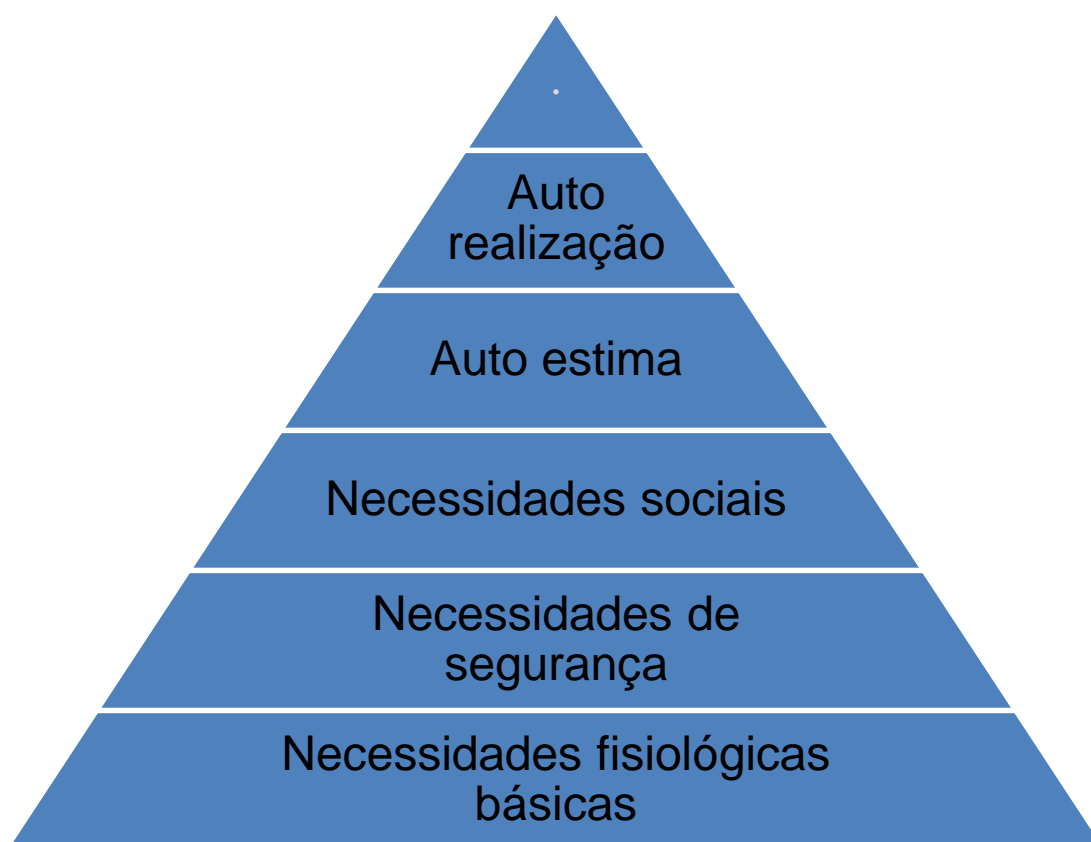 Auto
realização
Auto estima
Necessidades sociais
Necessidades de
segurança
Necessidades fisiológicas
básicas